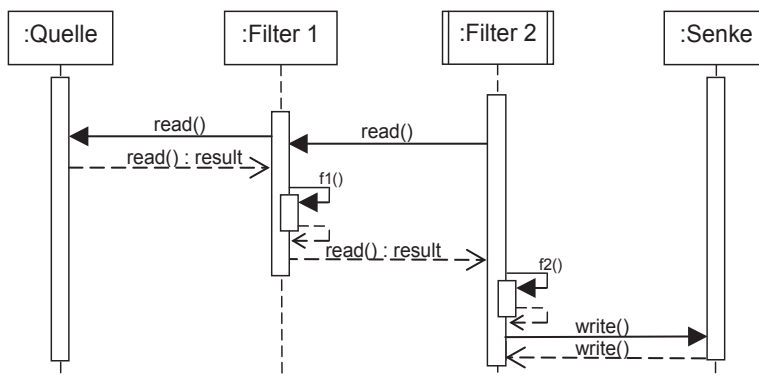 :Quelle
:Filter 1
:Filter 2
:Senke
read()
read()
read() : result
f1()
read() : result
f2()
write()
write()